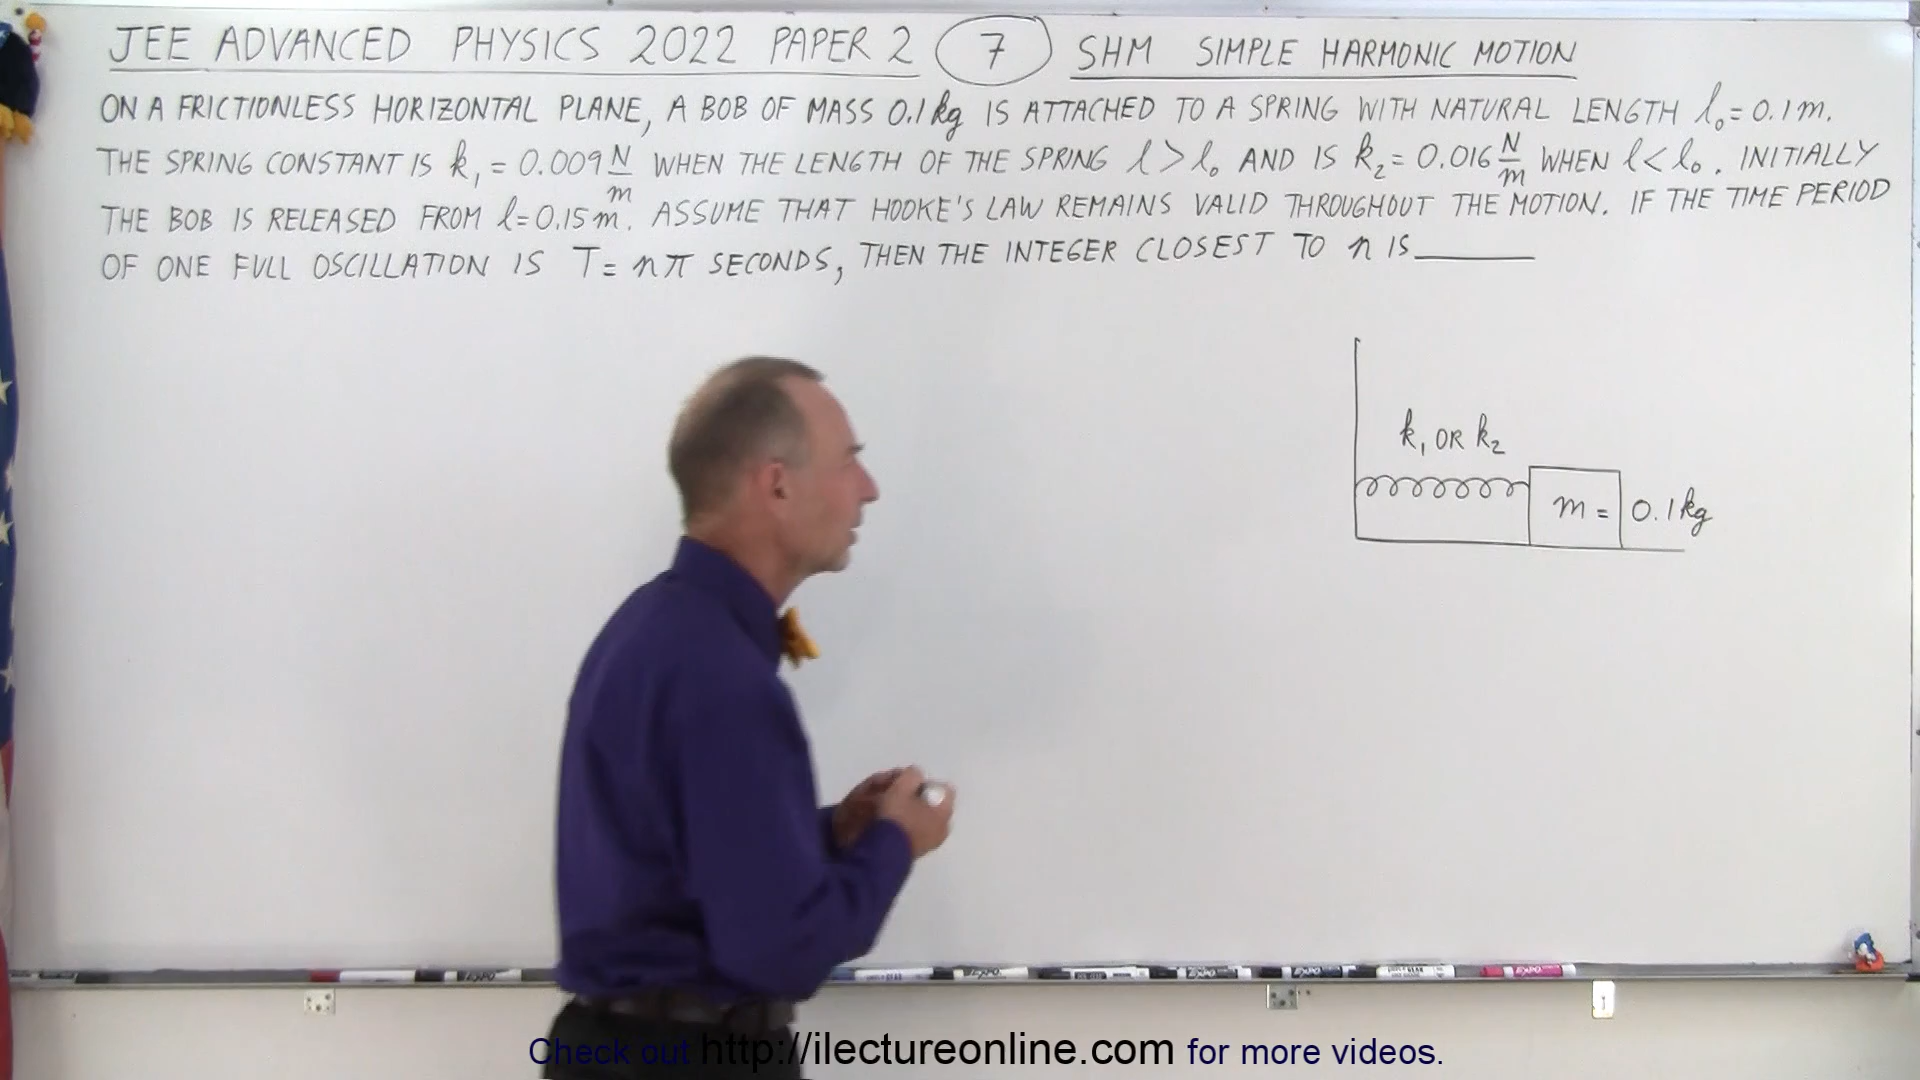 JEE ADVANCED PHYSICS 2022 PAPER 2 7 SHM SIMPLE HARMONIC MOTION
ON A FRICTIONLESS HORIZONTAL PLANE, A BOB OF MASS 0.1 kg IS ATTACHED TO A SPRING WITH NATURAL LENGTH l₀ = 0.1 m.
THE SPRING CONSTANT IS k₁ = 0.009 N/m WHEN THE LENGTH OF THE SPRING l > l₀ AND IS k₂ = 0.016 N/m WHEN l < l₀. INITIALLY
THE BOB IS RELEASED FROM l = 0.15 m. ASSUME THAT HOOKE'S LAW REMAINS VALID THROUGHOUT THE MOTION. IF THE TIME PERIOD
OF ONE FULL OSCILLATION IS T = nπ SECONDS, THEN THE INTEGER CLOSEST TO n IS ______
k₁ OR k₂
m = 0.1 kg
Check out http://ilectureonline.com for more videos.